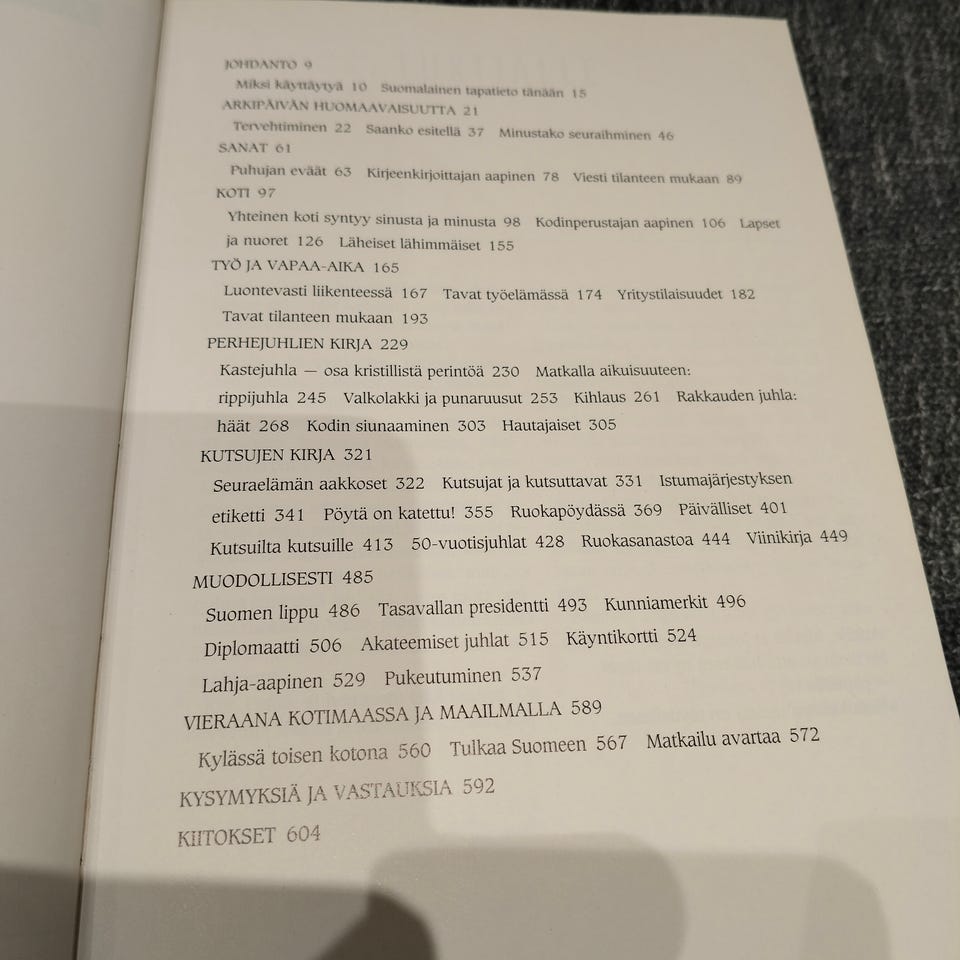 JOHDANTO 9
Miksi käyttäytyä 10 Suomalainen tapatieto tänään 15
ARKIPÄIVÄN HUOMAAVAISUUTTA 21
Tervehtiminen 22 Saanko esitellä 37 Minustako seuraihminen 46
SANAT 61
Puhujan eväät 63 Kirjeenkirjoittajan aapinen 78 Viesti tilanteen mukaan 89
KOTI 97
Yhteinen koti syntyy sinusta ja minusta 98 Kodinperustajan aapinen 106 Lapset
ja nuoret 126 Läheiset lähimmäiset 155
TYÖ JA VAPAA-AIKA 165
Luontevasti liikenteessä 167 Tavat työelämässä 174 Yritystilaisuudet 182
Tavat tilanteen mukaan 193
PERHEJUHLIEN KIRJA 229
Kastejuhla — osa kristillistä perintöä 230 Matkalla aikuisuuteen:
rippijuhla 245 Valkolakki ja punaruusut 253 Kihlaus 261 Rakkauden juhla:
häät 268 Kodin siunaaminen 303 Hautajaiset 305
KUTSUJEN KIRJA 321
Seuraelämän aakkoset 322 Kutsujat ja kutsuttavat 331 Istumajärjestyksen
etiketti 341 Pöytä on katettu! 355 Ruokapöydässä 369 Päivälliset 401
Kutsuilta kutsuille 413 50-vuotisjuhlat 428 Ruokasanastoa 444 Viinikirja 449
MUODOLLISESTI 485
Suomen lippu 486 Tasavallan presidentti 493 Kunniamerkit 496
Diplomaatti 506 Akateemiset juhlat 515 Käyntikortti 524
Lahja-aapinen 529 Pukeutuminen 537
VIERAANA KOTIMAASSA JA MAAILMALLA 589
Kylässä toisen kotona 560 Tulkaa Suomeen 567 Matkailu avartaa 572
KYSYMYKSIÄ JA VASTAUKSIA 592
KIITOKSET 604